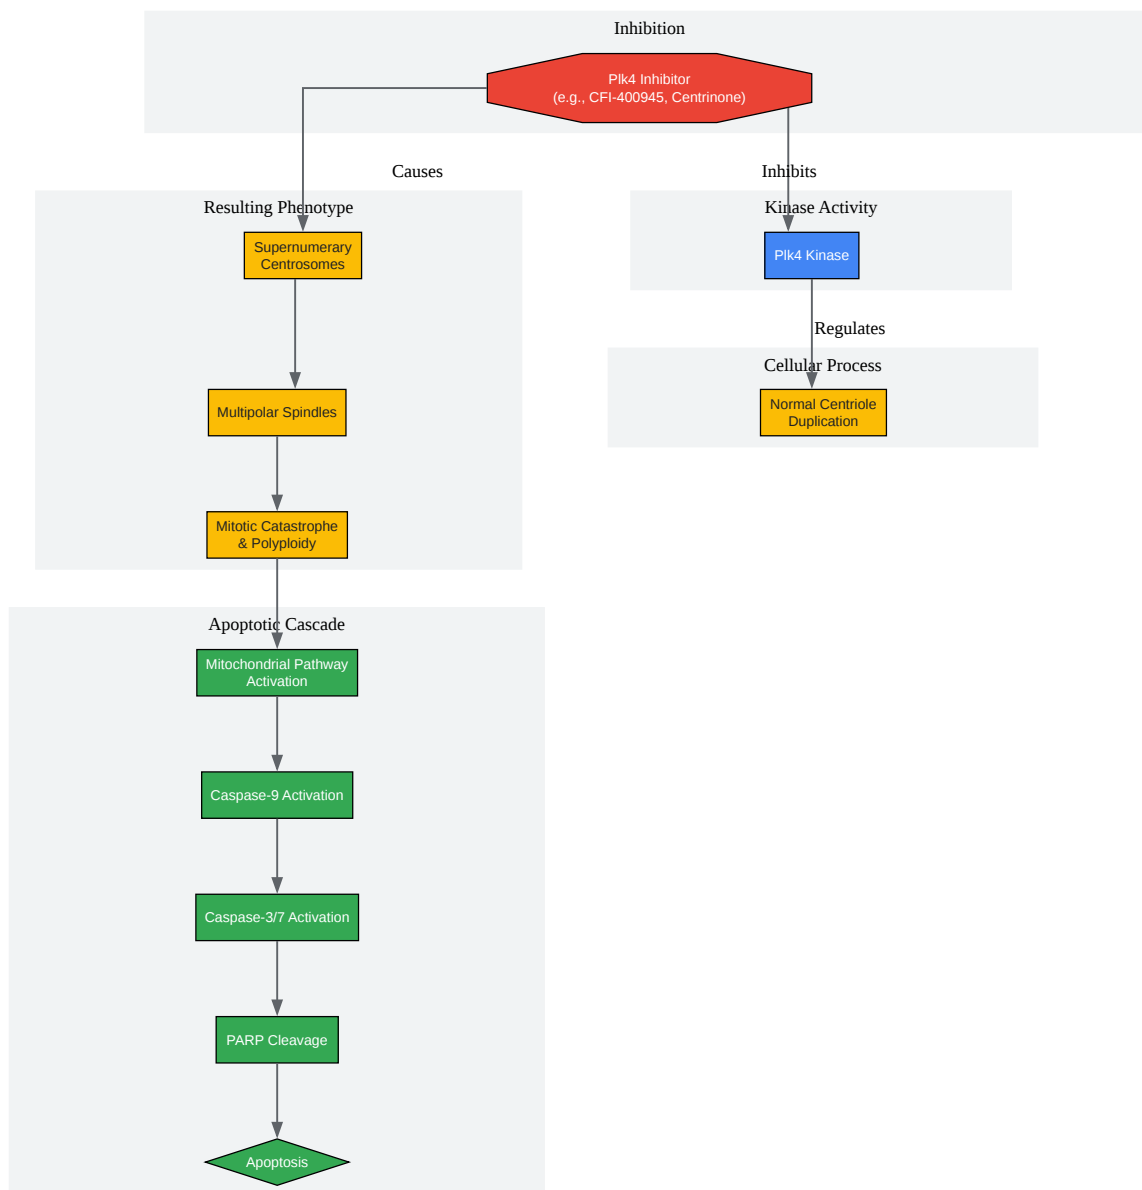 Inhibition
Plk4 Inhibitor
(e.g., CFI-400945, Centrinone)
Causes
Inhibits
Resulting Phenotype
Kinase Activity
Supernumerary
Centrosomes
Plk4 Kinase
Regulates
Cellular Process
Multipolar Spindles
Normal Centriole
Duplication
Mitotic Catastrophe
& Polyploidy
Apoptotic Cascade
Mitochondrial Pathway
Activation
Caspase-9 Activation
Caspase-3/7 Activation
PARP Cleavage
Apoptosis